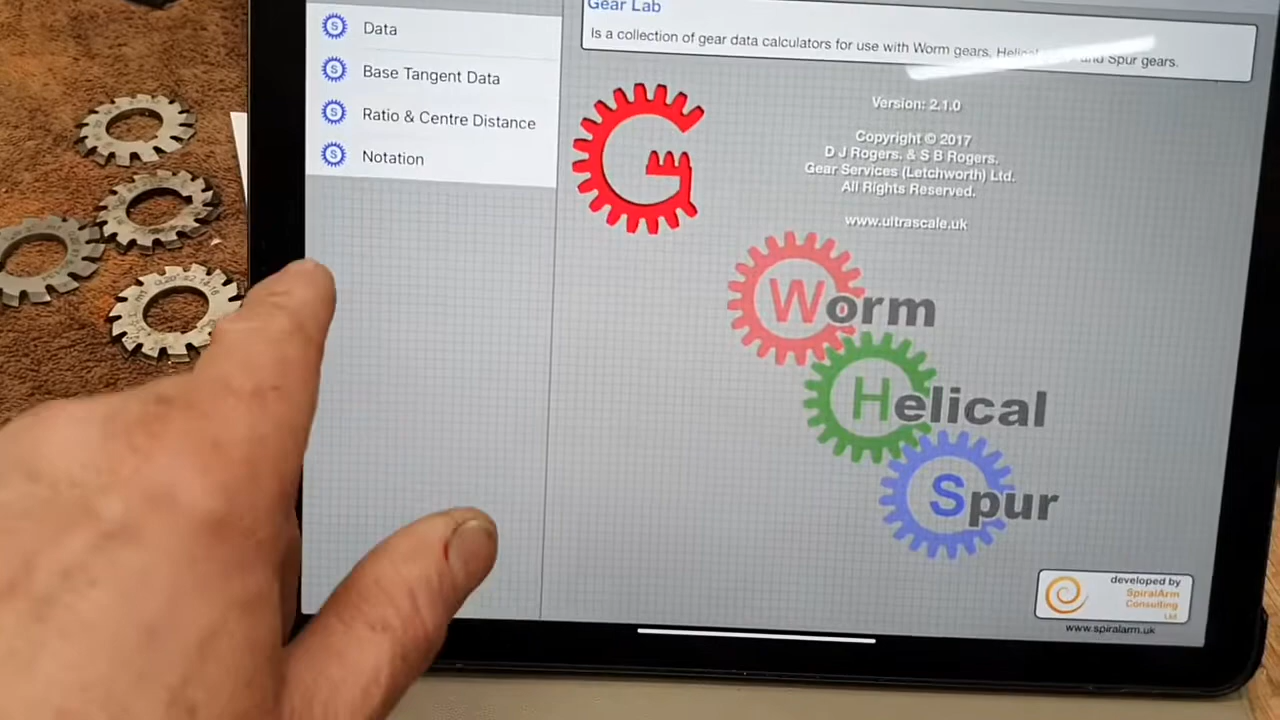 Data
Base Tangent Data
Ratio & Centre Distance
Notation
Gear Lab
Is a collection of gear data calculators for use with Worm gears, Helical and Spur gears.
Version: 2.1.0
Copyright © 2017
D J Rogers. & S B Rogers.
Gear Services (Letchworth) Ltd.
All Rights Reserved.
www.ultrascale.uk
G
Worm
Helical
Spur
developed by
SpiralArm
Consulting
Ltd.
www.spiralarm.uk